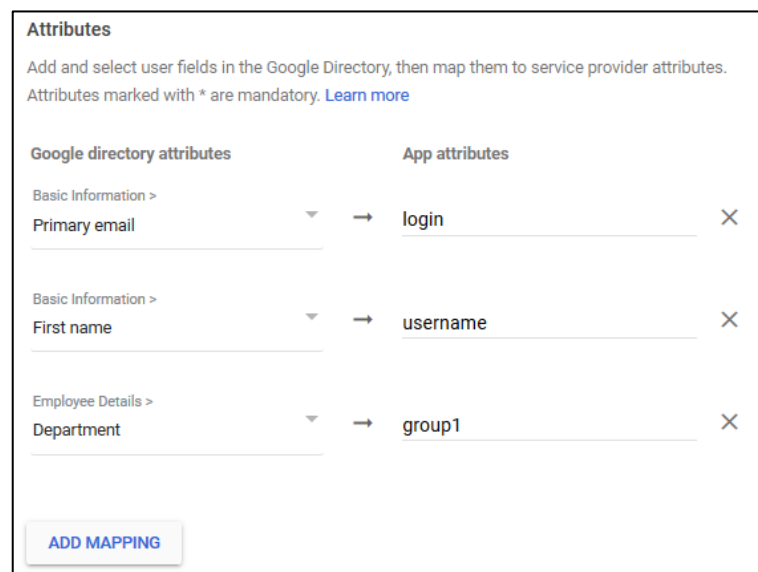 Attributes
Add and select user fields in the Google Directory, then map them to service provider attributes.
Attributes marked with * are mandatory. Learn more
Google directory attributes
App attributes
Basic Information >
Primary email
login
Basic Information >
First name
username
Employee Details >
Department
group1
ADD MAPPING